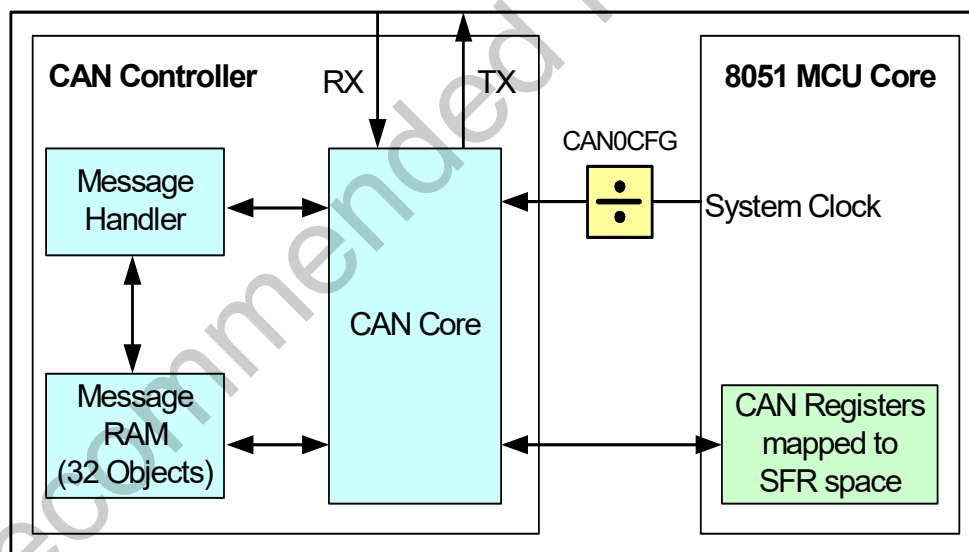 CAN Controller
RX
TX
8051 MCU Core
CAN0CFG
Message
Handler
÷
System Clock
CAN Core
Message
RAM
(32 Objects)
CAN Registers
mapped to
SFR space
ecommended